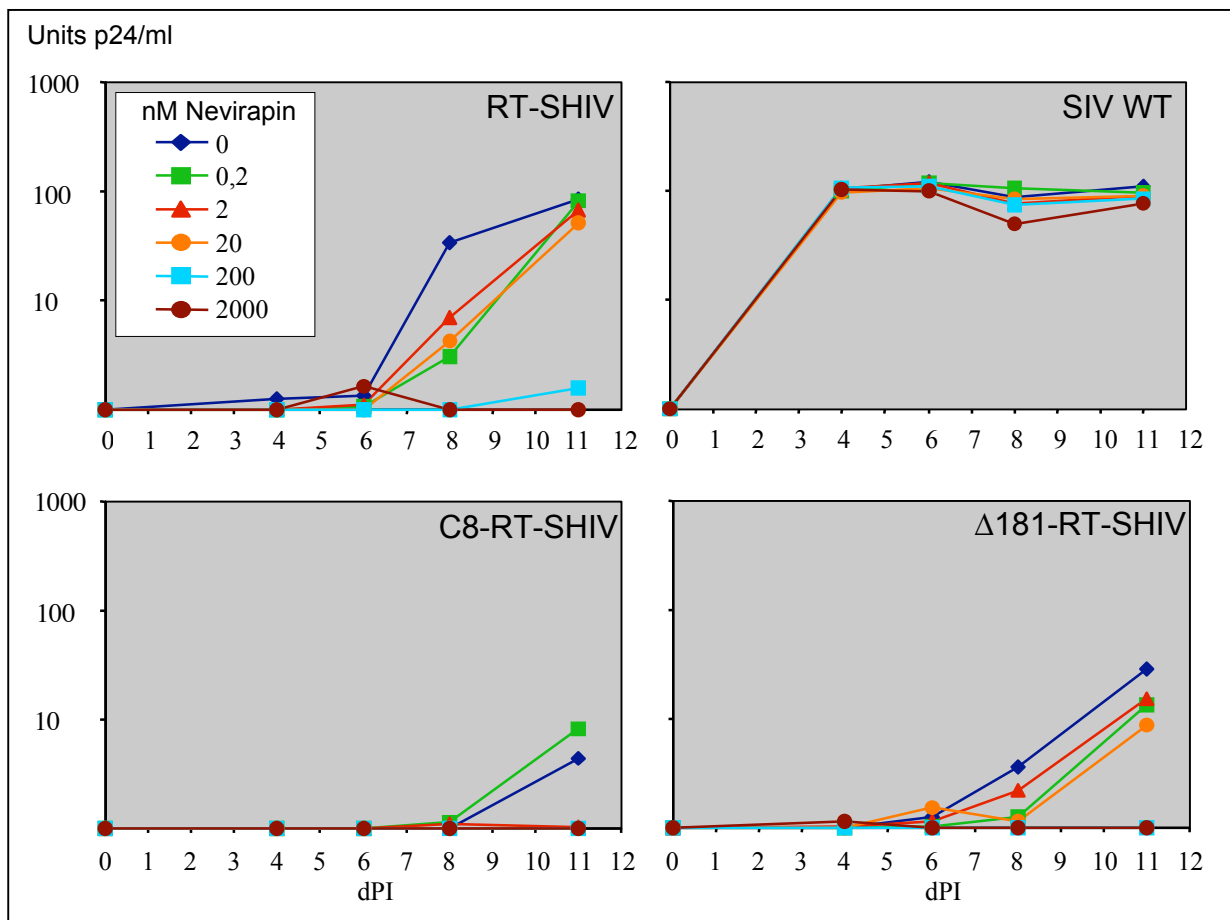 Units p24/ml
1000
100
10
nM Nevirapin
0
0,2
2
20
200
2000
RT-SHIV
0 1 2 3 4 5 6 7 8 9 10 11 12
SIV WT
0 1 2 3 4 5 6 7 8 9 10 11 12
1000
100
10
C8-RT-SHIV
0 1 2 3 4 5 6 7 8 9 10 11 12
dPI
Δ181-RT-SHIV
0 1 2 3 4 5 6 7 8 9 10 11 12
dPI